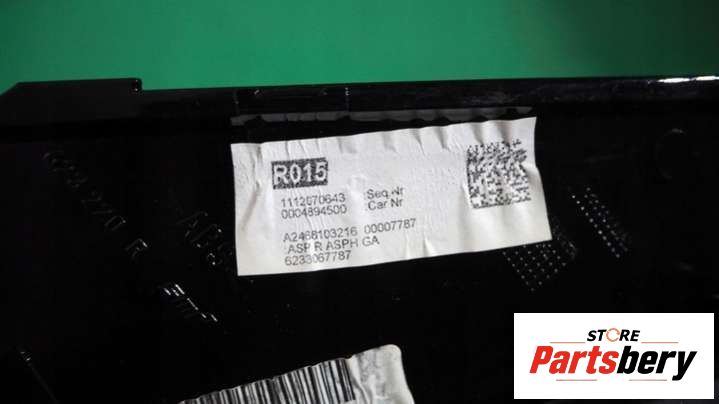 R015
1112070643 :Seq.Nr
0004894500 :Car Nr
A2468103216 00007787
:ASP R ASPH GA
6233067787
STORE
Partsbery